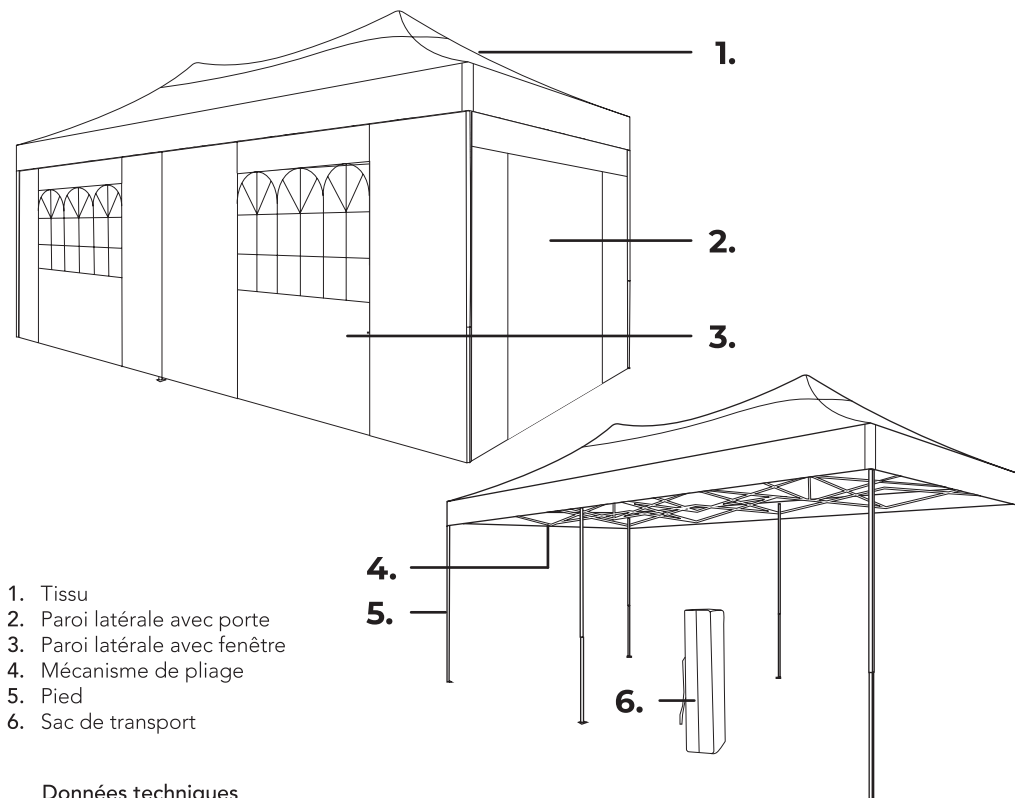 1.
2.
3.
4.
5.
6.
1. Tissu
2. Paroi latérale avec porte
3. Paroi latérale avec fenêtre
4. Mécanisme de pliage
5. Pied
6. Sac de transport
Données techniques